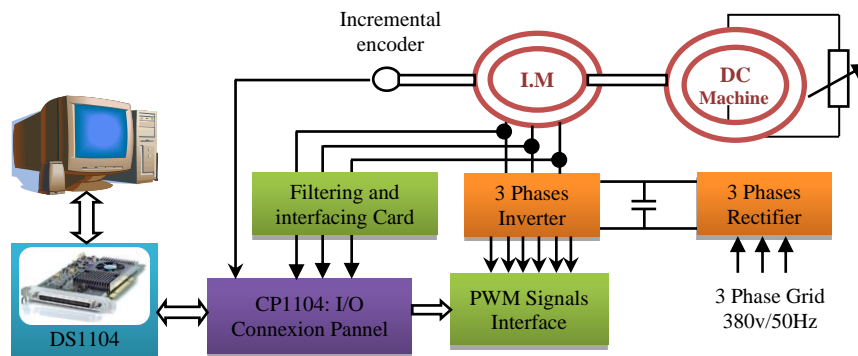 Incremental
encoder
I.M
DC
Machine
Filtering and
interfacing Card
3 Phases
Inverter
3 Phases
Rectifier
DS1104
CP1104: I/O
Connexion Pannel
PWM Signals
Interface
3 Phase Grid
380v/50Hz